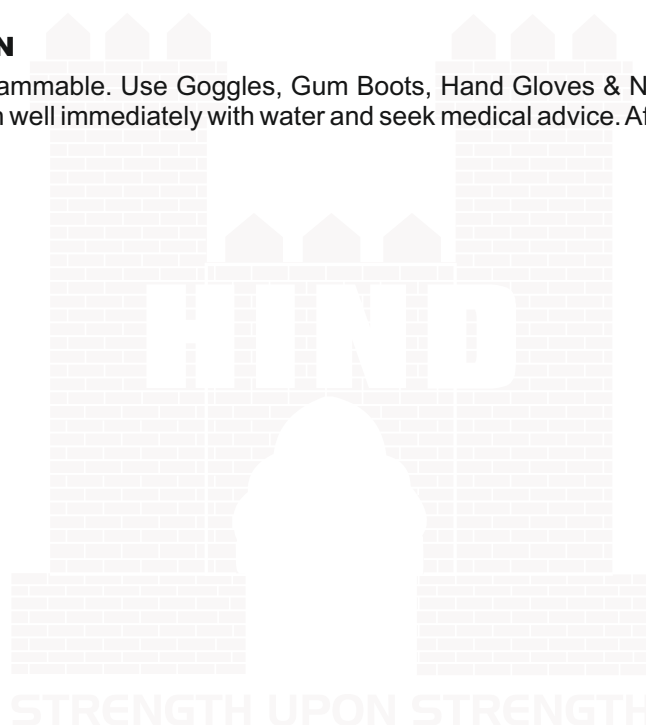 N
ammable. Use Goggles, Gum Boots, Hand Gloves & N
well immediately with water and seek medical advice. Af
HIND
STRENGTH UPON STRENGTH